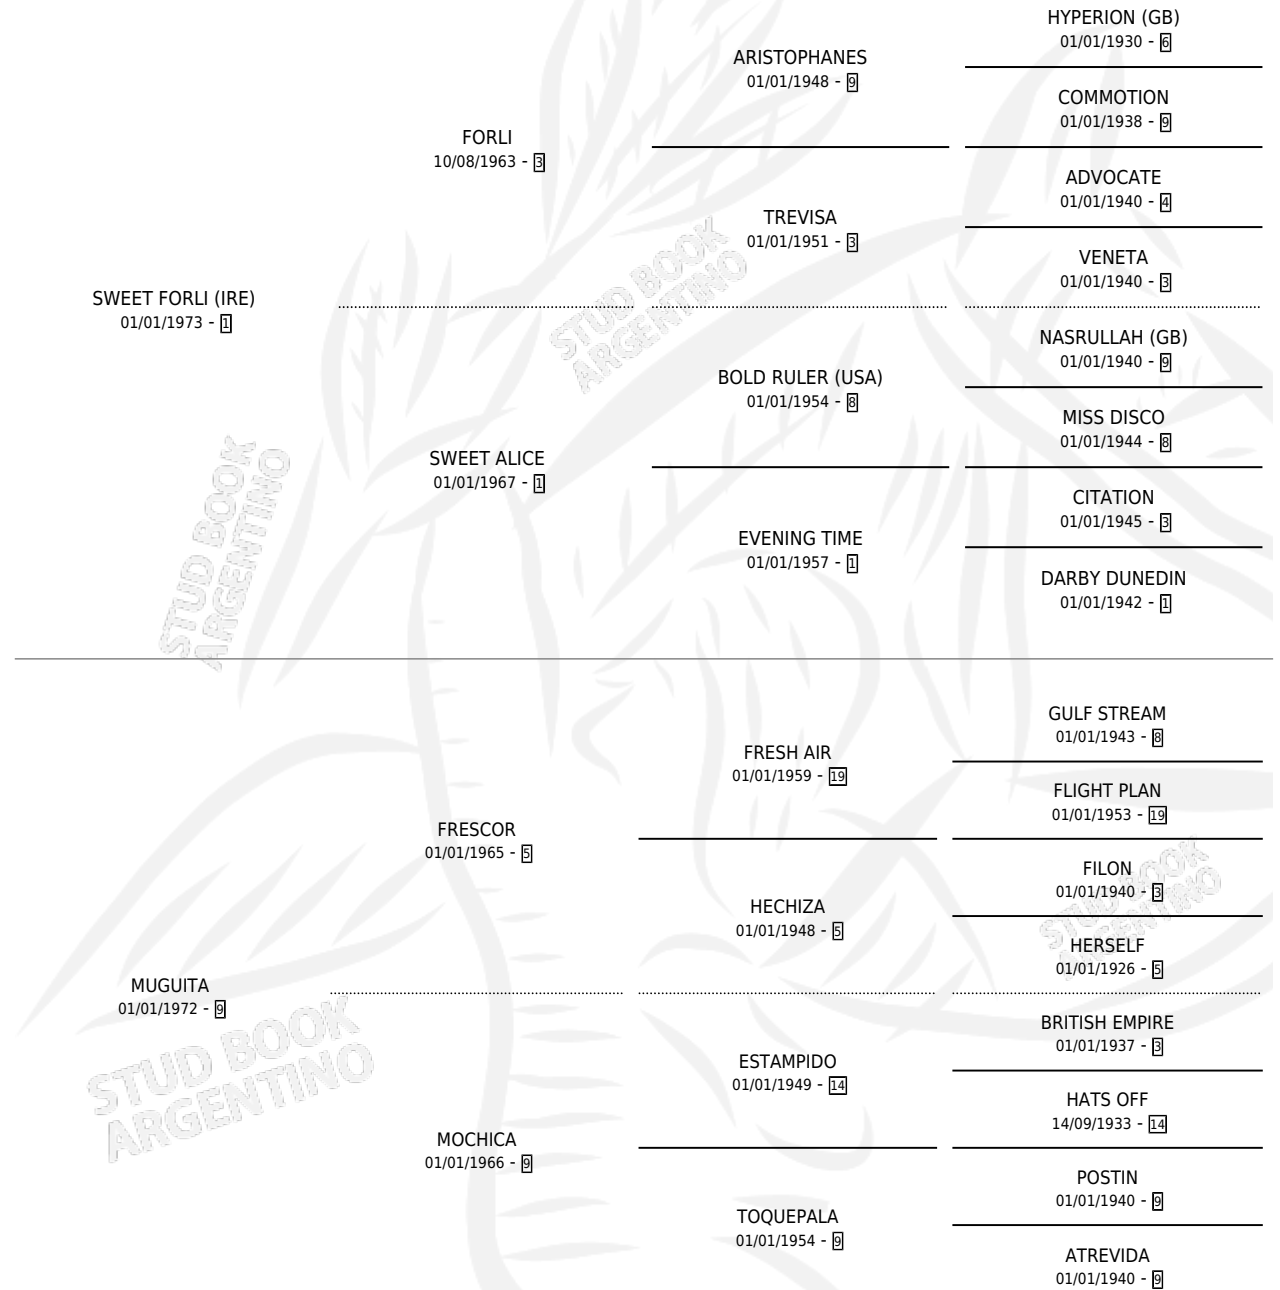 HYPERION (GB)
01/01/1930 - 6
ARISTOPHANES
01/01/1948 - 9
COMMOTION
01/01/1938 - 9
FORLI
10/08/1963 - 3
ADVOCATE
01/01/1940 - 4
TREVISA
01/01/1951 - 3
VENETA
01/01/1940 - 3
SWEET FORLI (IRE)
01/01/1973 - 1
NASRULLAH (GB)
01/01/1940 - 9
BOLD RULER (USA)
01/01/1954 - 8
MISS DISCO
01/01/1944 - 8
SWEET ALICE
01/01/1967 - 1
CITATION
01/01/1945 - 3
EVENING TIME
01/01/1957 - 1
DARBY DUNEDIN
01/01/1942 - 1
GULF STREAM
01/01/1943 - 8
FRESH AIR
01/01/1959 - 19
FLIGHT PLAN
01/01/1953 - 19
FRESCOR
01/01/1965 - 5
FILON
01/01/1940 - 3
HECHIZA
01/01/1948 - 5
HERSELF
01/01/1926 - 5
MUGUITA
01/01/1972 - 9
BRITISH EMPIRE
01/01/1937 - 3
ESTAMPIDO
01/01/1949 - 14
HATS OFF
14/09/1933 - 14
MOCHICA
01/01/1966 - 9
POSTIN
01/01/1940 - 9
TOQUEPALA
01/01/1954 - 9
ATREVIDA
01/01/1940 - 9
STUD BOOK
ARGENTINO
STUD BOOK
ARGENTINO
STUD BOOK
ARGENTINO
STUD BOOK
ARGENTINO